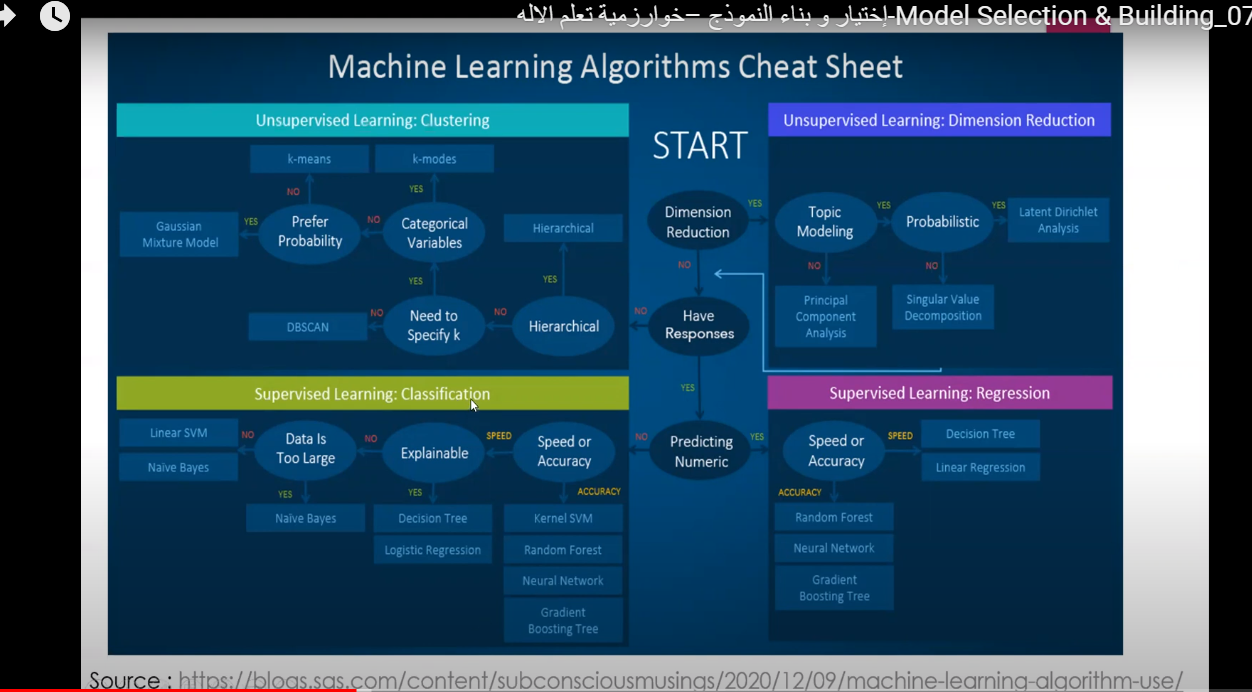 07_Model Selection & Building-إختيار و بناء النموذج –خوارزمية تعلم الاله
Machine Learning Algorithms Cheat Sheet
Unsupervised Learning: Clustering
k-means
k-modes
NO
YES
Gaussian
Mixture Model
YES
Prefer
Probability
NO
Categorical
Variables
Hierarchical
YES
YES
DBSCAN
NO
Need to
Specify k
NO
Hierarchical
START
Dimension
Reduction
YES
NO
NO
Have
Responses
YES
NO
Predicting
Numeric
YES
Unsupervised Learning: Dimension Reduction
Topic
Modeling
YES
Probabilistic
YES
Latent Dirichlet
Analysis
NO
NO
Principal
Component
Analysis
Singular Value
Decomposition
Supervised Learning: Classification
Linear SVM
Naïve Bayes
NO
Data Is
Too Large
NO
Explainable
SPEED
Speed or
Accuracy
YES
YES
ACCURACY
Naïve Bayes
Decision Tree
Logistic Regression
Kernel SVM
Random Forest
Neural Network
Gradient
Boosting Tree
Supervised Learning: Regression
Speed or
Accuracy
SPEED
Decision Tree
Linear Regression
ACCURACY
Random Forest
Neural Network
Gradient
Boosting Tree
Source : https://blogs.sas.com/content/subconsciousmusings/2020/12/09/machine-learning-algorithm-use/